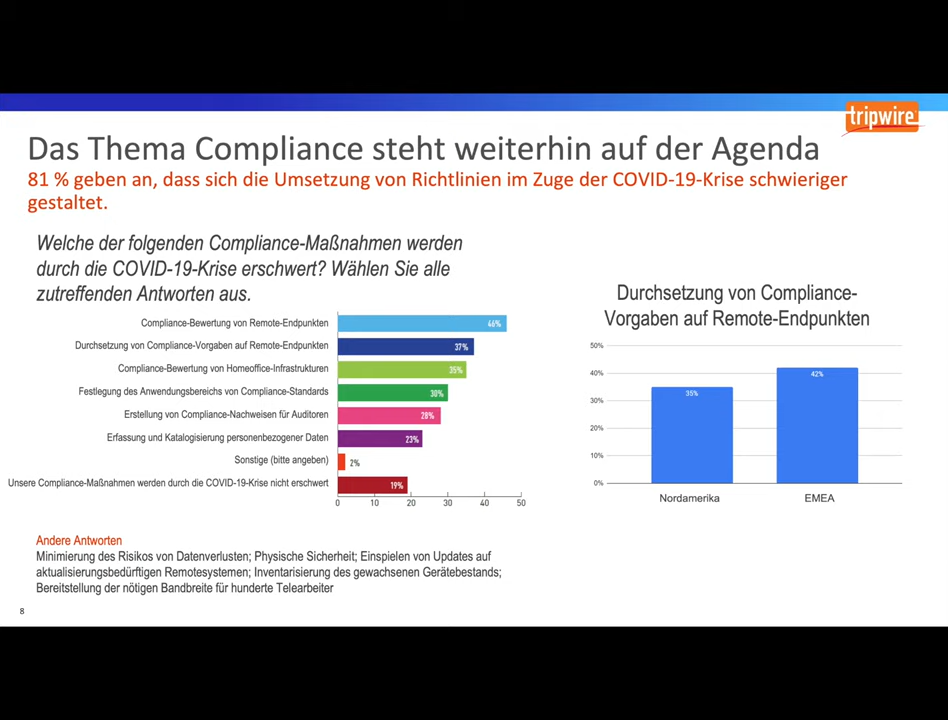 tripwire
Das Thema Compliance steht weiterhin auf der Agenda
81 % geben an, dass sich die Umsetzung von Richtlinien im Zuge der COVID-19-Krise schwieriger
gestaltet.
Welche der folgenden Compliance-Maßnahmen werden
durch die COVID-19-Krise erschwert? Wählen Sie alle
zutreffenden Antworten aus.
Compliance-Bewertung von Remote-Endpunkten 46%
Durchsetzung von Compliance-Vorgaben auf Remote-Endpunkten 37%
Compliance-Bewertung von Homeoffice-Infrastrukturen 35%
Festlegung des Anwendungsbereichs von Compliance-Standards 30%
Erstellung von Compliance-Nachweisen für Auditoren 28%
Erfassung und Katalogisierung personenbezogener Daten 23%
Sonstige (bitte angeben) 2%
Unsere Compliance-Maßnahmen werden durch die COVID-19-Krise nicht erschwert 19%
0 10 20 30 40 50
Durchsetzung von Compliance-
Vorgaben auf Remote-Endpunkten
50%
40%
30%
20%
10%
0%
35% 42%
Nordamerika EMEA
Andere Antworten
Minimierung des Risikos von Datenverlusten; Physische Sicherheit; Einspielen von Updates auf
aktualisierungsbedürftigen Remotesystemen; Inventarisierung des gewachsenen Gerätebestands;
Bereitstellung der nötigen Bandbreite für hunderte Telearbeiter
8